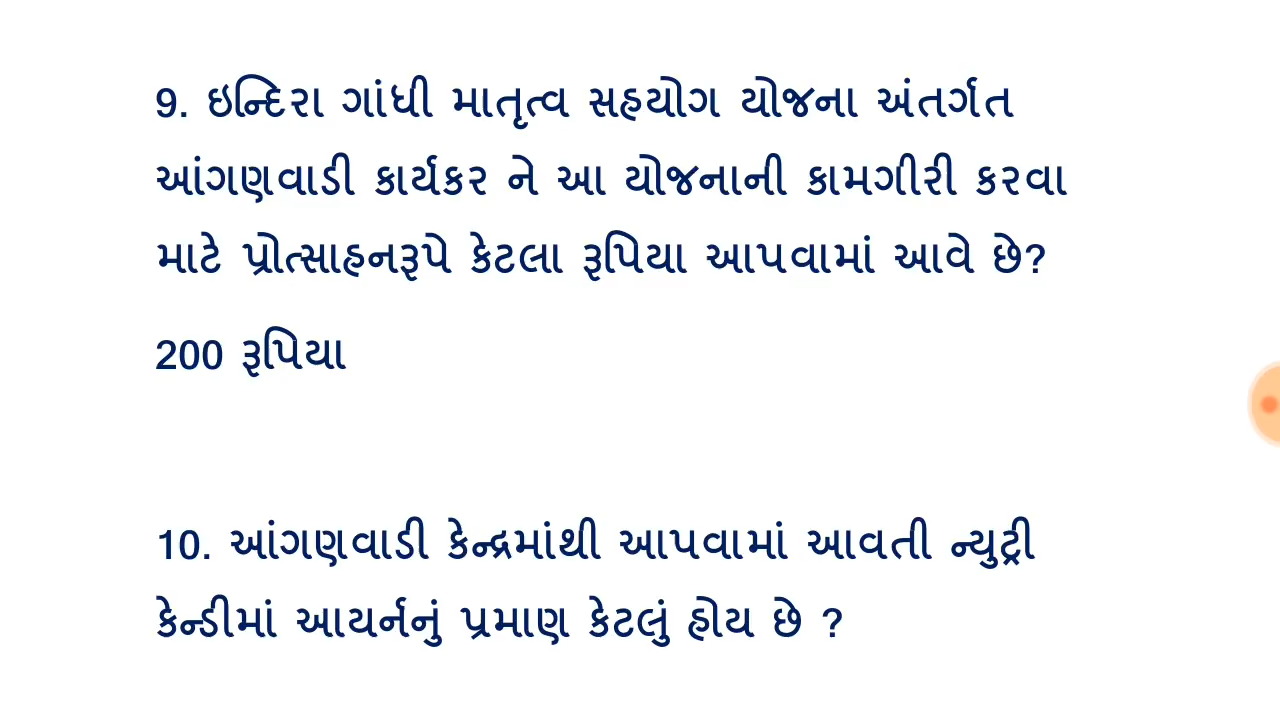 9. ઇન્દિરા ગાંધી માતૃત્વ સહયોગ યોજના અંતર્ગત
આંગણવાડી કાર્યકર ને આ યોજનાની કામગીરી કરવા
માટે પ્રોત્સાહનરૂપે કેટલા રૂપિયા આપવામાં આવે છે?
200 રૂપિયા
10. આંગણવાડી કેન્દ્રમાંથી આપવામાં આવતી ન્યુટ્રી
કેન્ડીમાં આયર્નનું પ્રમાણ કેટલું હોય છે ?